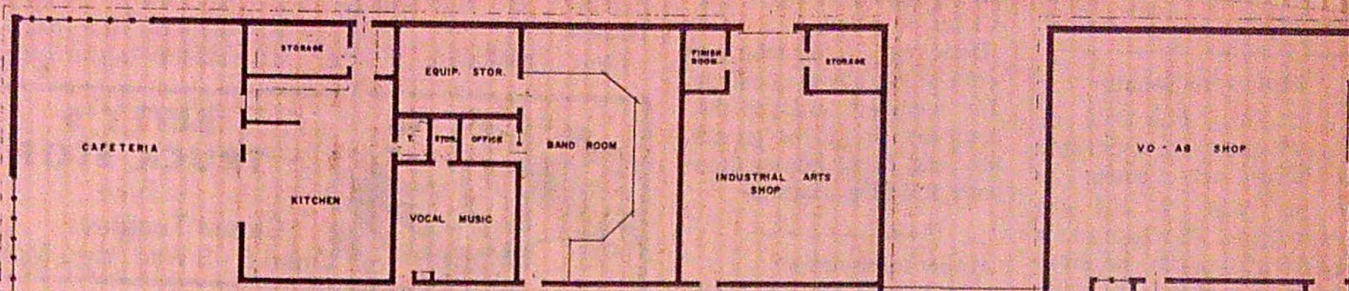 STORAGE
EQUIP. STOR.
FINISH
ROOM
STORAGE
CAFETERIA
T.
STOR.
OFFICE
BAND ROOM
VO-AG SHOP
INDUSTRIAL ARTS
SHOP
KITCHEN
VOCAL MUSIC